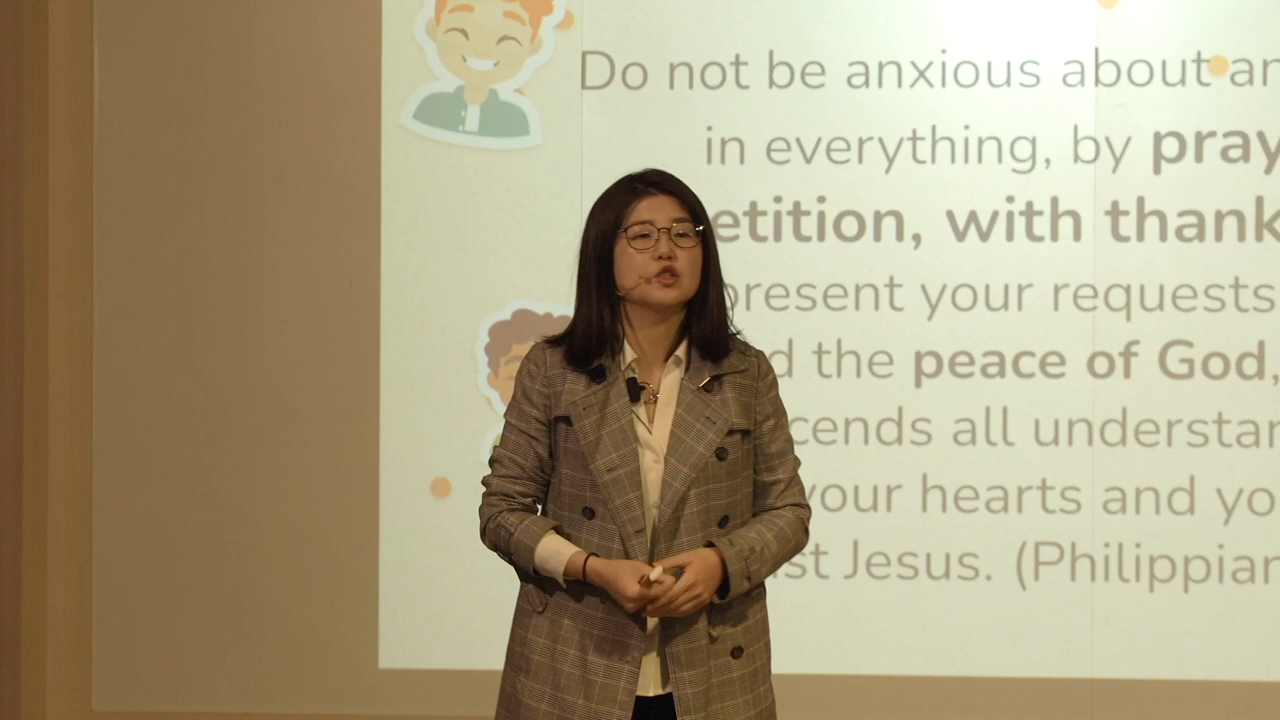 Do not be anxious about an
in everything, by pray
etition, with thank
present your requests
d the peace of God,
cends all understan
your hearts and yo
st Jesus. (Philippian